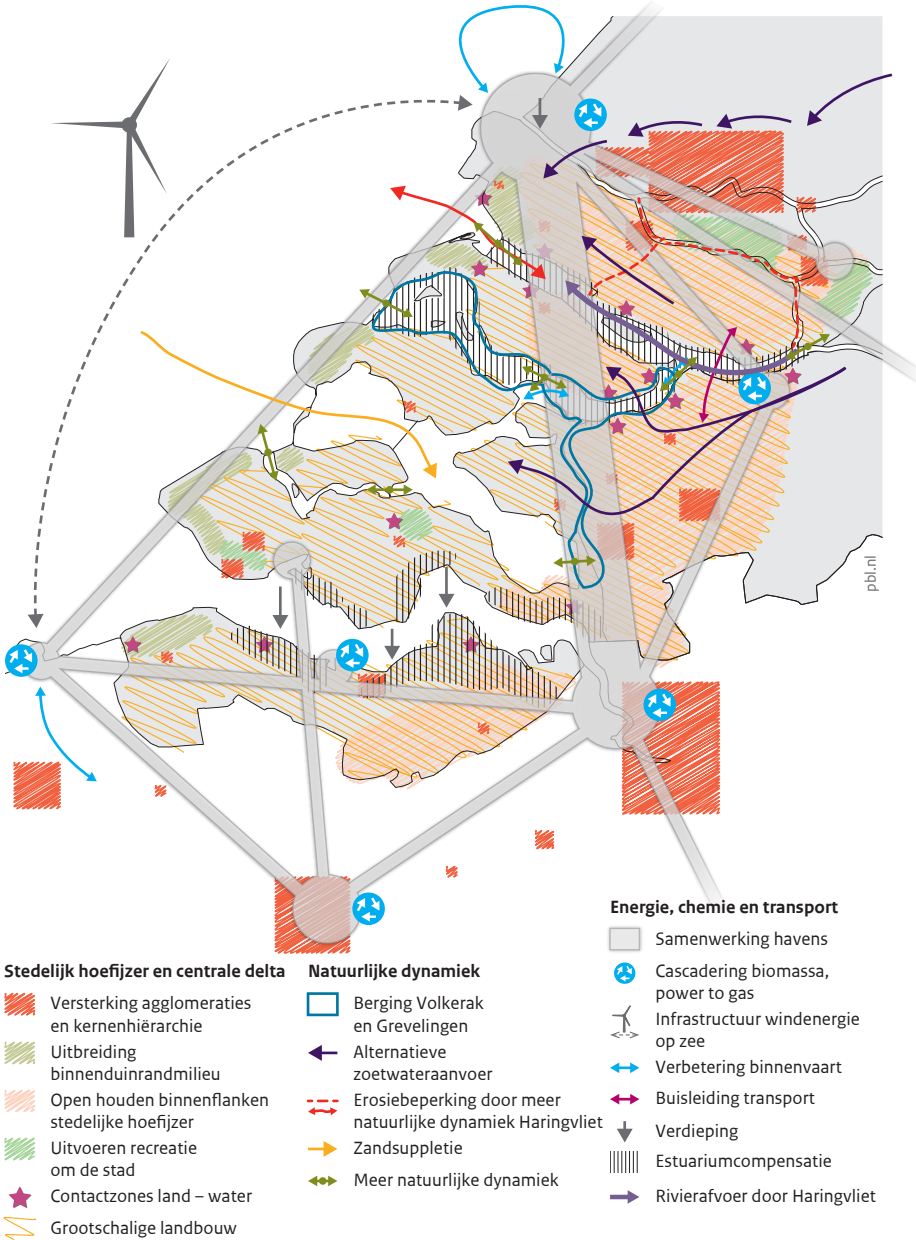 pbl.nl
Stedelijk hoefijzer en centrale delta
Versterking agglomeraties
en kernenhiërarchie
Uitbreiding
binnenduinrandmilieu
Open houden binnenflanken
stedelijke hoefijzer
Uitvoeren recreatie
om de stad
Contactzones land – water
Grootschalige landbouw
Natuurlijke dynamiek
Berging Volkerak
en Grevelingen
Alternatieve
zoetwateraanvoer
Erosiebeperking door meer
natuurlijke dynamiek Haringvliet
Zandsuppletie
Meer natuurlijke dynamiek
Energie, chemie en transport
Samenwerking havens
Cascadering biomassa,
power to gas
Infrastructuur windenergie
op zee
Verbetering binnenvaart
Buisleiding transport
Verdieping
Estuariumcompensatie
Rivierafvoer door Haringvliet